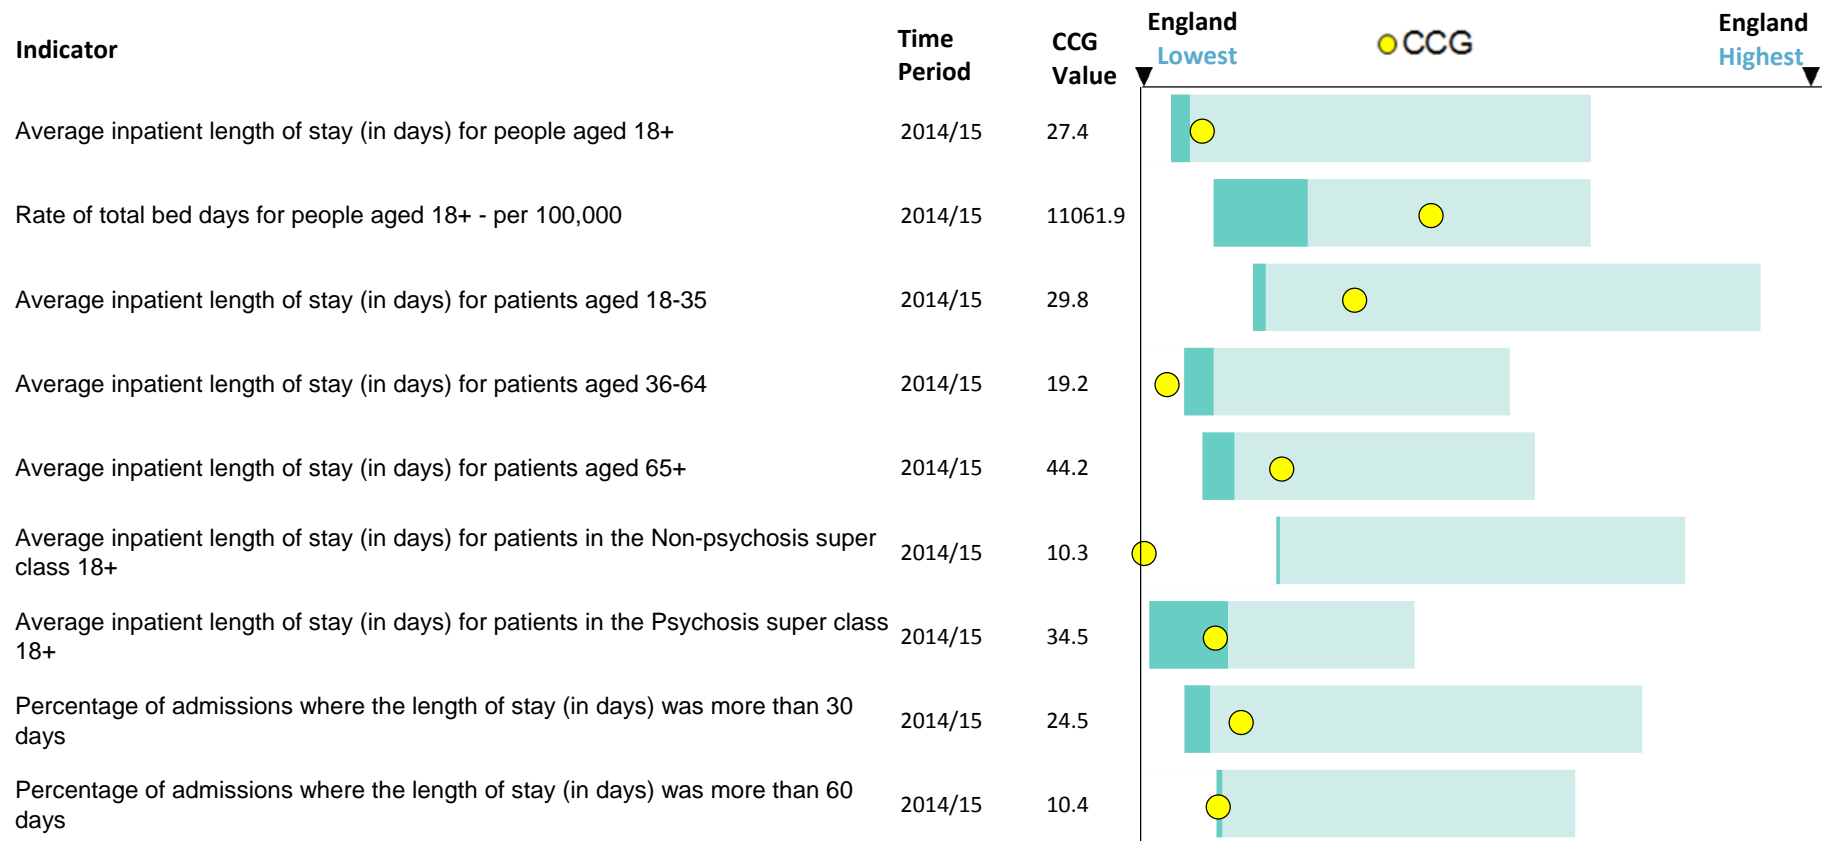 Indicator
Time Period
CCG Value
England Lowest
CCG
England Highest
Average inpatient length of stay (in days) for people aged 18+ 2014/15 27.4
Rate of total bed days for people aged 18+ - per 100,000 2014/15 11061.9
Average inpatient length of stay (in days) for patients aged 18-35 2014/15 29.8
Average inpatient length of stay (in days) for patients aged 36-64 2014/15 19.2
Average inpatient length of stay (in days) for patients aged 65+ 2014/15 44.2
Average inpatient length of stay (in days) for patients in the Non-psychosis super
class 18+ 2014/15 10.3
Average inpatient length of stay (in days) for patients in the Psychosis super class
18+ 2014/15 34.5
Percentage of admissions where the length of stay (in days) was more than 30
days 2014/15 24.5
Percentage of admissions where the length of stay (in days) was more than 60
days 2014/15 10.4